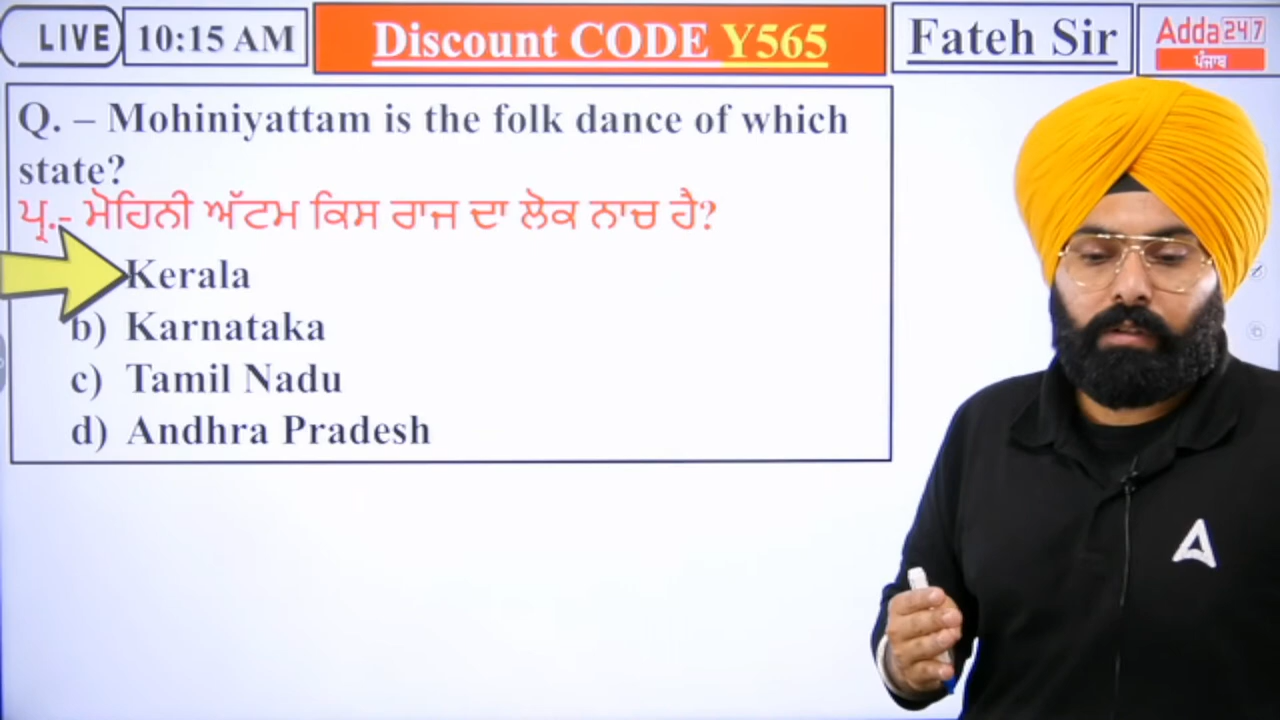 LIVE
10:15 AM
Discount CODE Y565
Fateh Sir
Adda247
ਪੰਜਾਬ
Q. – Mohiniyattam is the folk dance of which
state?
ਪ੍ਰ.- ਮੋਹਿਨੀ ਅੱਟਮ ਕਿਸ ਰਾਜ ਦਾ ਲੋਕ ਨਾਚ ਹੈ?
Kerala
b) Karnataka
c) Tamil Nadu
d) Andhra Pradesh